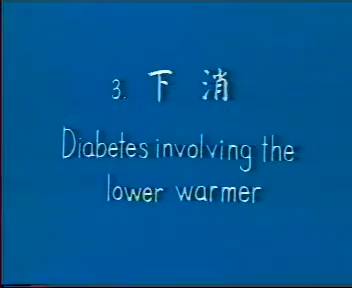 3. 下 消
Diabetes involving the
lower warmer